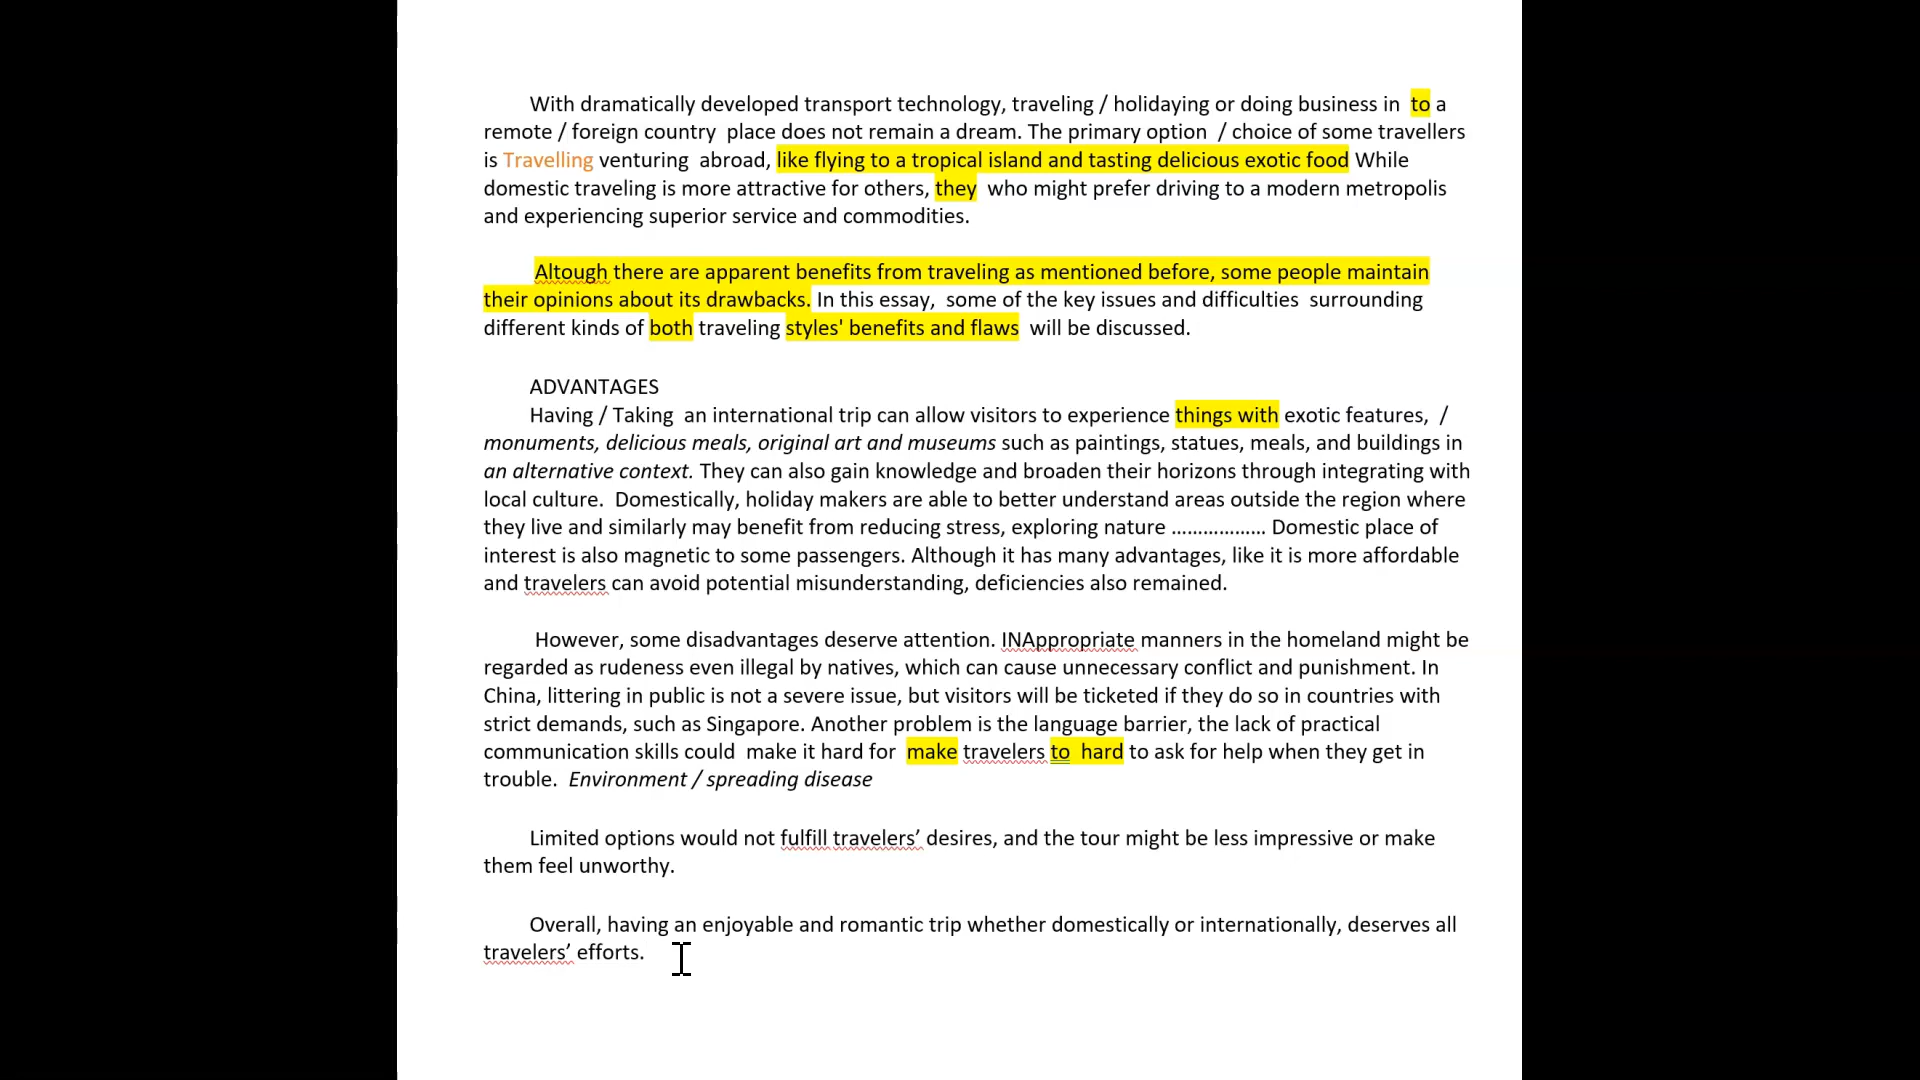 With dramatically developed transport technology, traveling / holidaying or doing business in to a
remote / foreign country place does not remain a dream. The primary option / choice of some travellers
is Travelling venturing abroad, like flying to a tropical island and tasting delicious exotic food While
domestic traveling is more attractive for others, they who might prefer driving to a modern metropolis
and experiencing superior service and commodities.
Altough there are apparent benefits from traveling as mentioned before, some people maintain
their opinions about its drawbacks. In this essay, some of the key issues and difficulties surrounding
different kinds of both traveling styles' benefits and flaws will be discussed.
ADVANTAGES
Having / Taking an international trip can allow visitors to experience things with exotic features, /
monuments, delicious meals, original art and museums such as paintings, statues, meals, and buildings in
an alternative context. They can also gain knowledge and broaden their horizons through integrating with
local culture. Domestically, holiday makers are able to better understand areas outside the region where
they live and similarly may benefit from reducing stress, exploring nature ……………… Domestic place of
interest is also magnetic to some passengers. Although it has many advantages, like it is more affordable
and travelers can avoid potential misunderstanding, deficiencies also remained.
However, some disadvantages deserve attention. INAppropriate manners in the homeland might be
regarded as rudeness even illegal by natives, which can cause unnecessary conflict and punishment. In
China, littering in public is not a severe issue, but visitors will be ticketed if they do so in countries with
strict demands, such as Singapore. Another problem is the language barrier, the lack of practical
communication skills could make it hard for make travelers to hard to ask for help when they get in
trouble. Environment / spreading disease
Limited options would not fulfill travelers’ desires, and the tour might be less impressive or make
them feel unworthy.
Overall, having an enjoyable and romantic trip whether domestically or internationally, deserves all
travelers’ efforts.